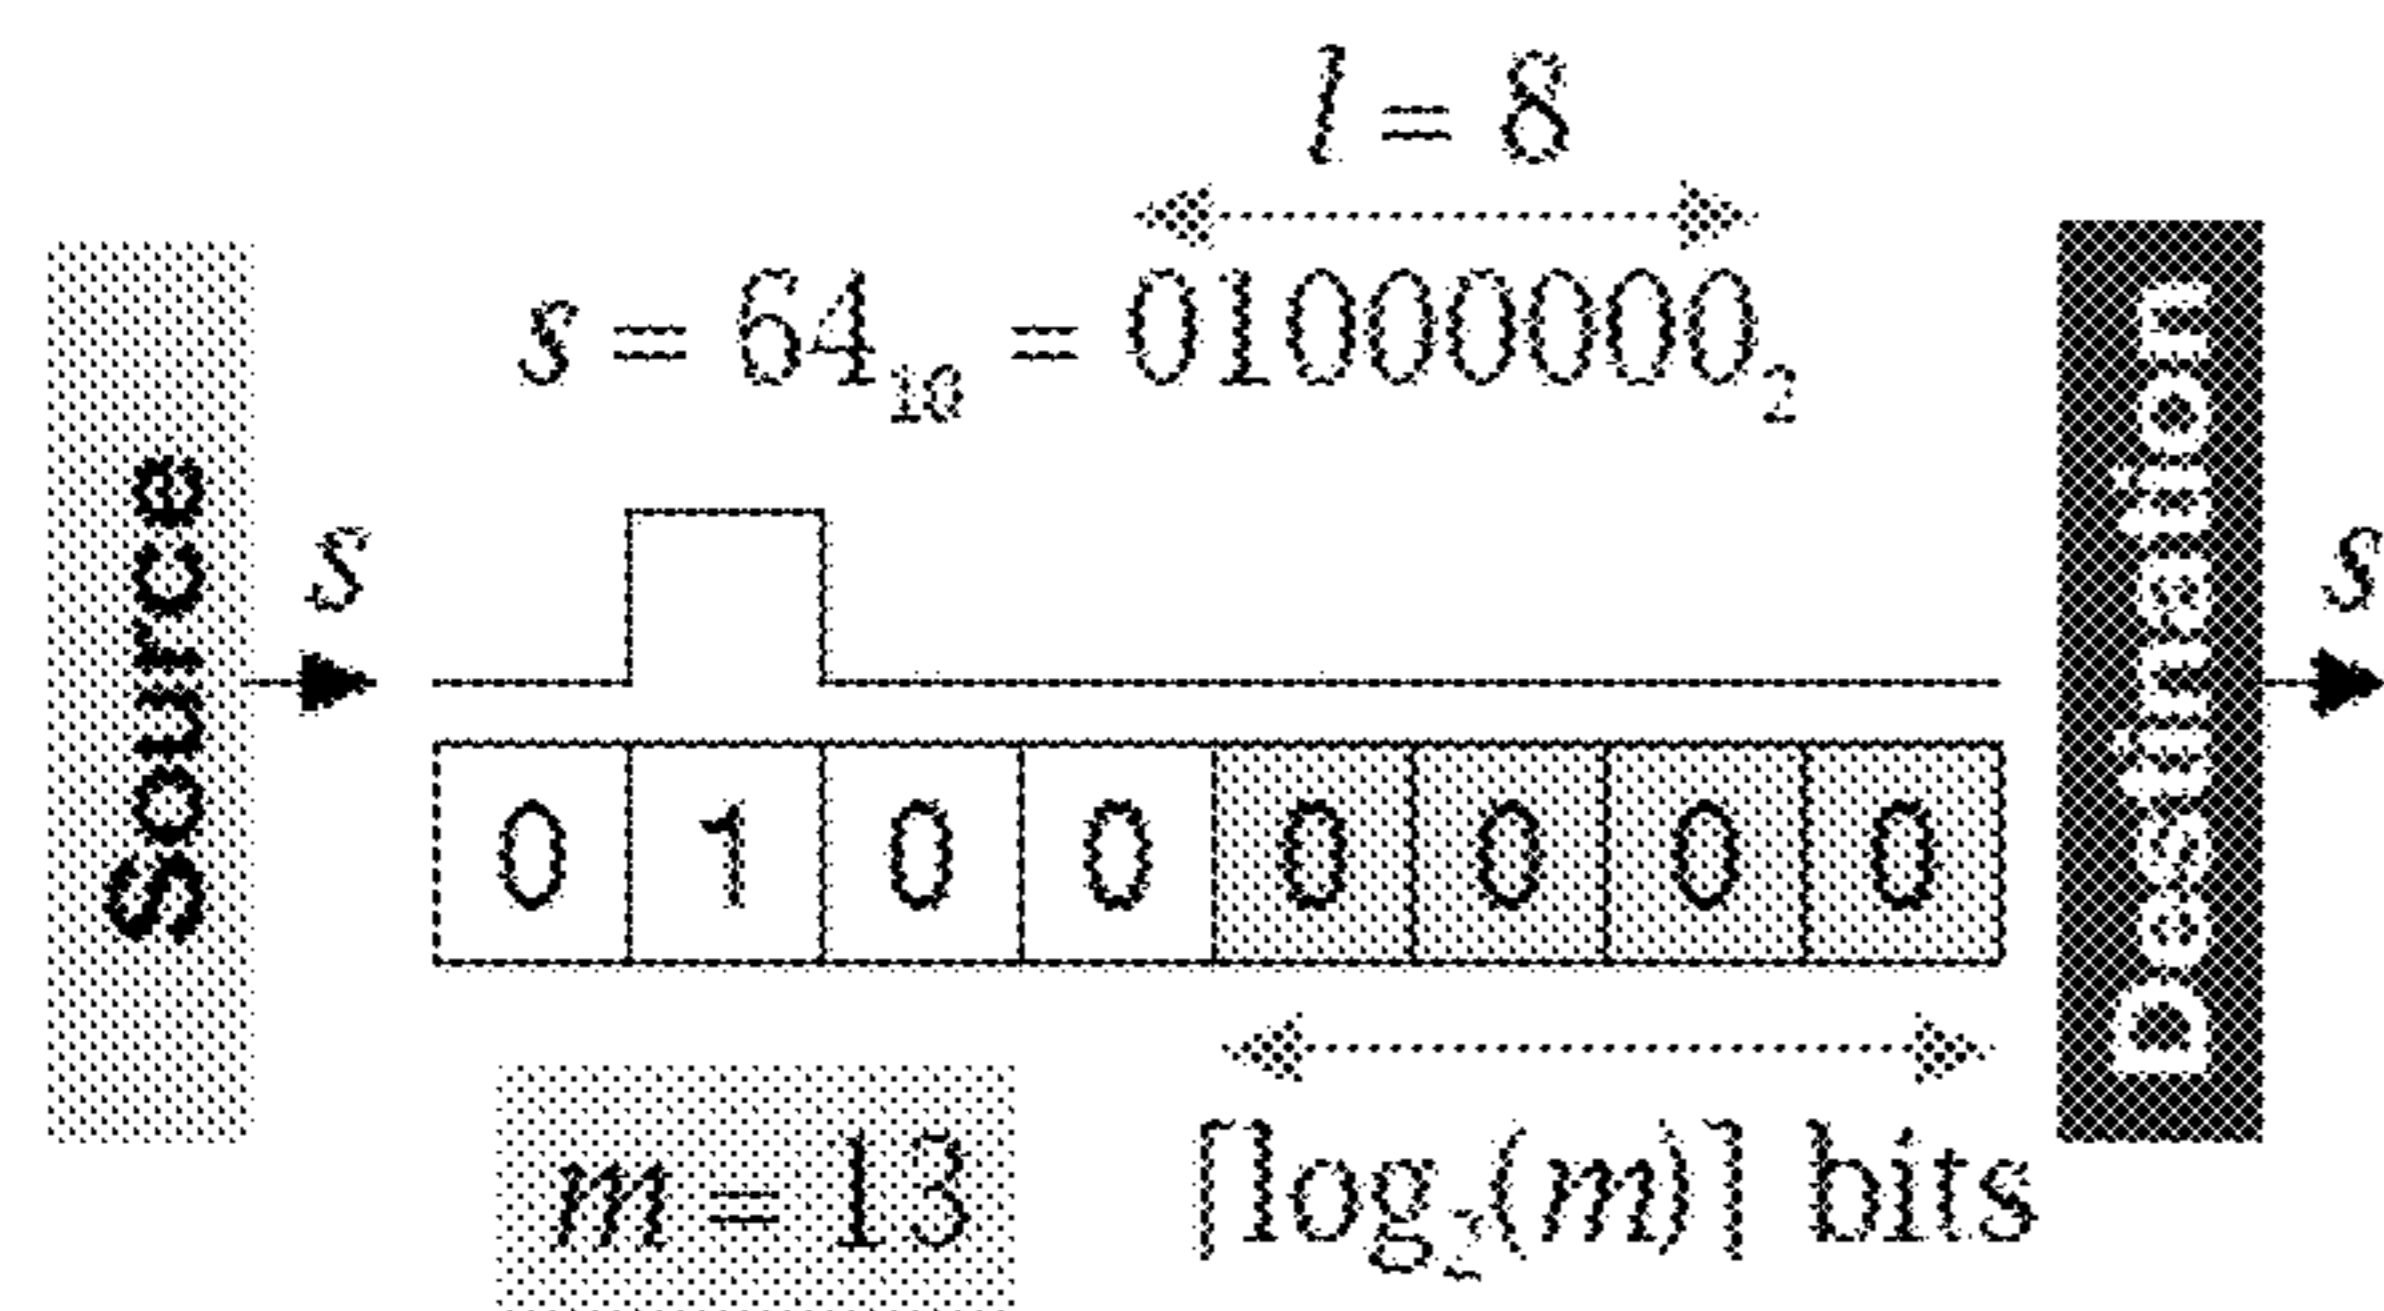 l = 8
s = 64₁₀ = 01000000₂
Source
s
s
Destination
0 1 0 0 0 0 0 0
m = 13
⌈log₂(m)⌉ bits